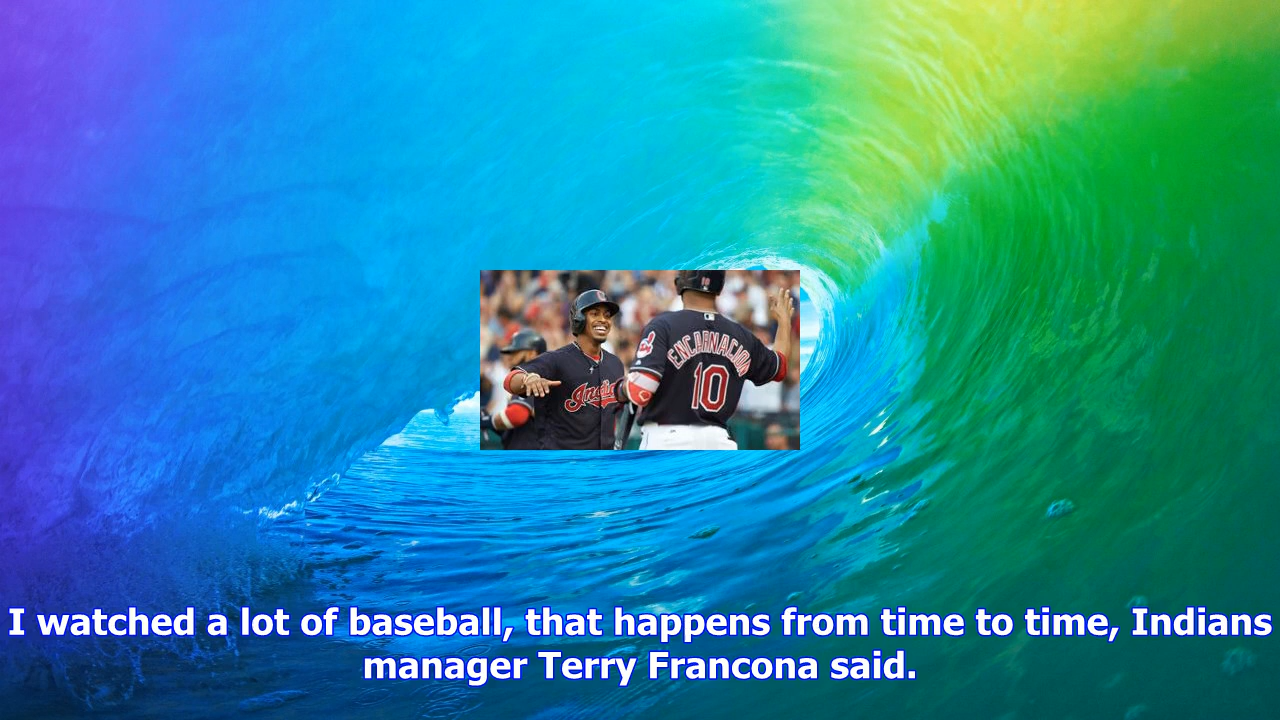 ENCARNACION
10
Indians
I watched a lot of baseball, that happens from time to time, Indians
manager Terry Francona said.